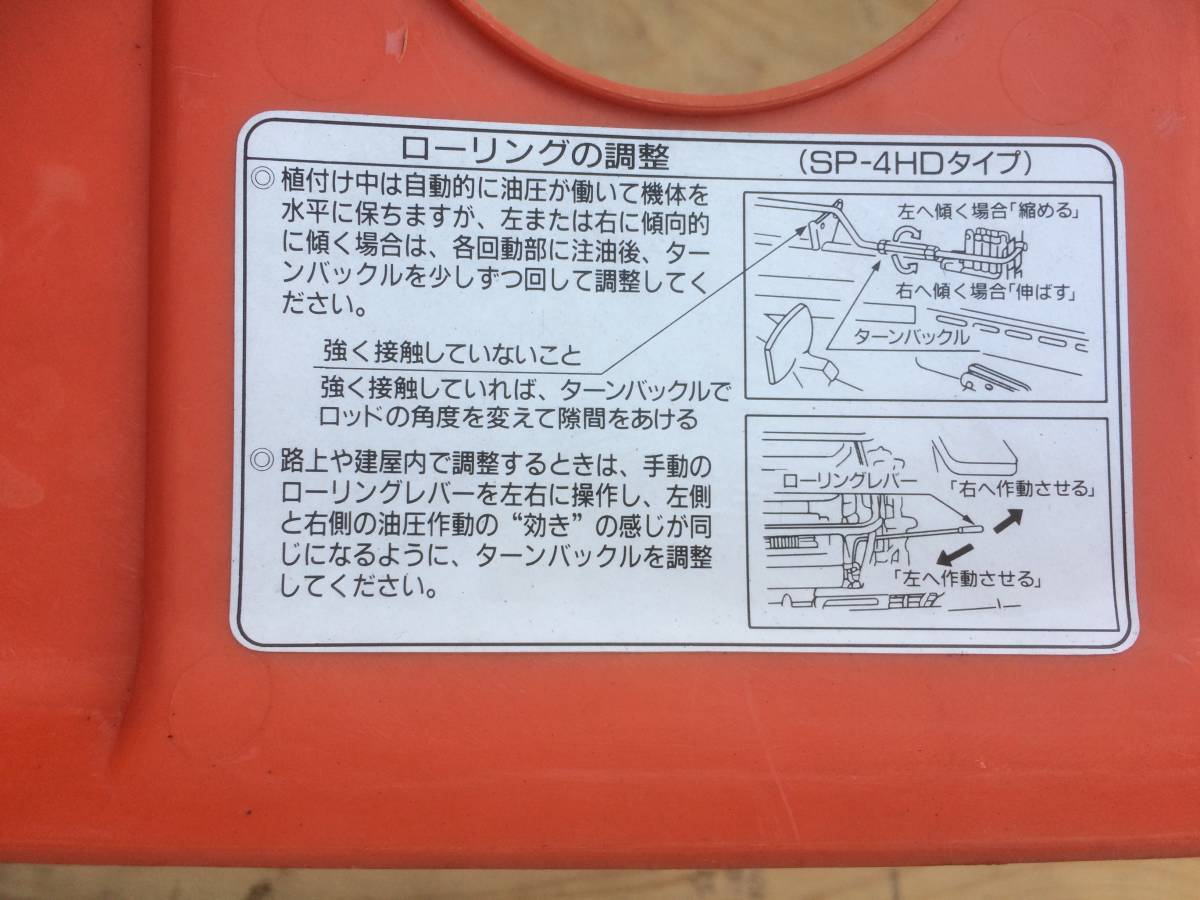 ローリングの調整 (SP-4HDタイプ)
◎植付け中は自動的に油圧が働いて機体を
水平に保ちますが、左または右に傾向的
に傾く場合は、各回動部に注油後、ター
ンバックルを少しずつ回して調整してく
ださい。
強く接触していないこと
強く接触していれば、ターンバックルで
ロッドの角度を変えて隙間をあける
◎路上や建屋内で調整するときは、手動の
ローリングレバーを左右に操作し、左側
と右側の油圧作動の“効き”の感じが同
じになるように、ターンバックルを調整
してください。
左へ傾く場合「縮める」
右へ傾く場合「伸ばす」
ターンバックル
ローリングレバー
「右へ作動させる」
「左へ作動させる」